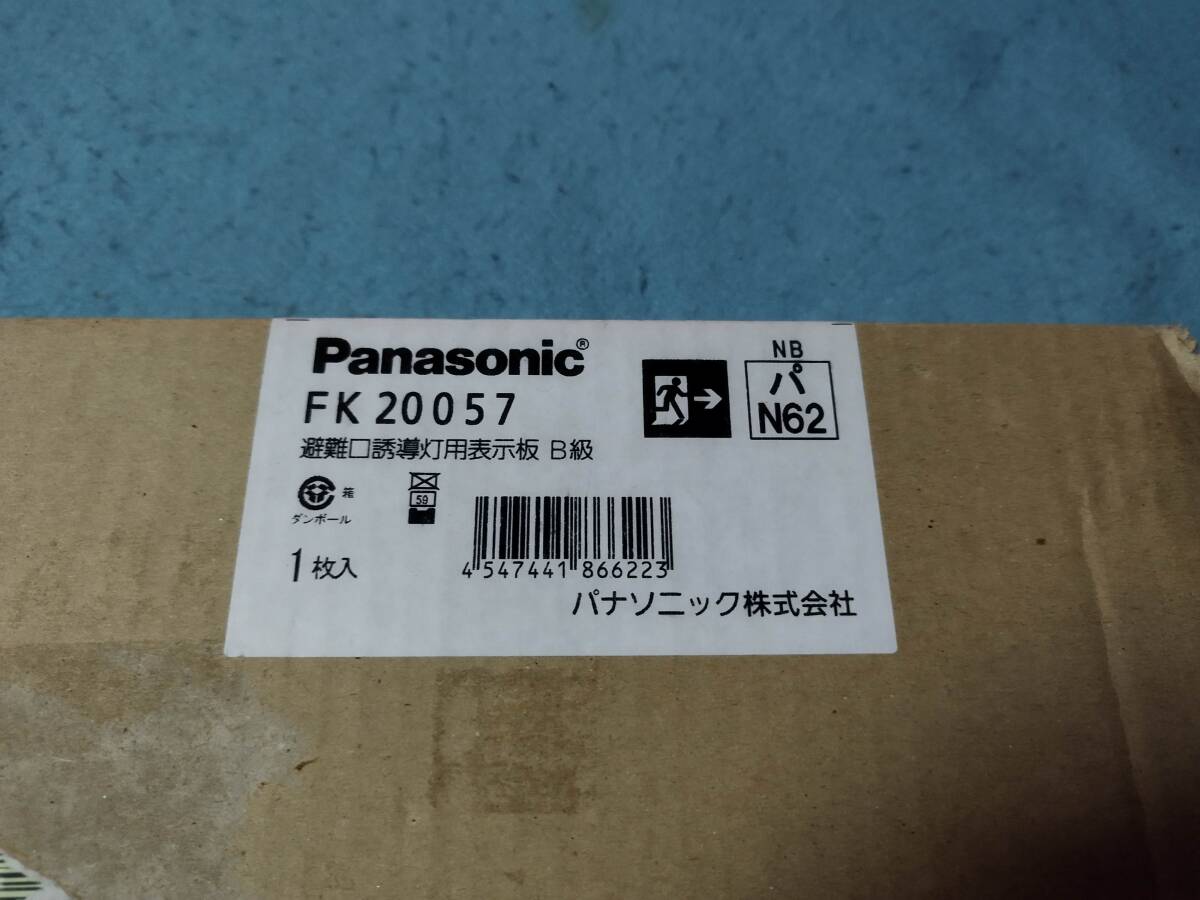 Panasonic®
FK20057
避難口誘導灯用表示板 B級
NB
パ
N62
箱
ダンボール
59
1枚入
4 547441 866223
パナソニック株式会社